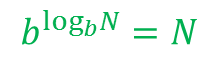 b^{log_b N} = N